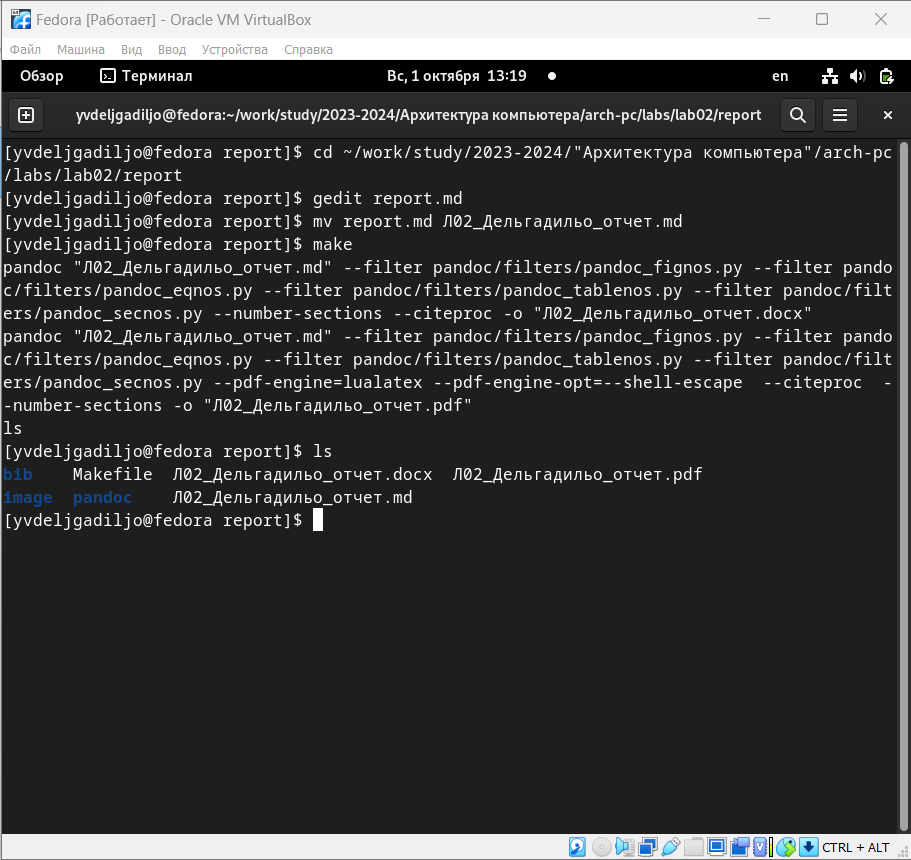 Fedora [Работает] - Oracle VM VirtualBox
Файл Машина Вид Ввод Устройства Справка
Обзор Терминал Вс, 1 октября 13:19 en
yvdeljgadiljo@fedora:~/work/study/2023-2024/Архитектура компьютера/arch-pc/labs/lab02/report
[yvdeljgadiljo@fedora report]$ cd ~/work/study/2023-2024/"Архитектура компьютера"/arch-pc
/labs/lab02/report
[yvdeljgadiljo@fedora report]$ gedit report.md
[yvdeljgadiljo@fedora report]$ mv report.md Л02_Дельгадильо_отчет.md
[yvdeljgadiljo@fedora report]$ make
pandoc "Л02_Дельгадильо_отчет.md" --filter pandoc/filters/pandoc_fignos.py --filter pando
c/filters/pandoc_eqnos.py --filter pandoc/filters/pandoc_tablenos.py --filter pandoc/filt
ers/pandoc_secnos.py --number-sections --citeproc -o "Л02_Дельгадильо_отчет.docx"
pandoc "Л02_Дельгадильо_отчет.md" --filter pandoc/filters/pandoc_fignos.py --filter pando
c/filters/pandoc_eqnos.py --filter pandoc/filters/pandoc_tablenos.py --filter pandoc/filt
ers/pandoc_secnos.py --pdf-engine=lualatex --pdf-engine-opt=--shell-escape  --citeproc  -
-number-sections -o "Л02_Дельгадильо_отчет.pdf"
ls
[yvdeljgadiljo@fedora report]$ ls
bib    Makefile  Л02_Дельгадильо_отчет.docx  Л02_Дельгадильо_отчет.pdf
image  pandoc    Л02_Дельгадильо_отчет.md
[yvdeljgadiljo@fedora report]$
CTRL + ALT